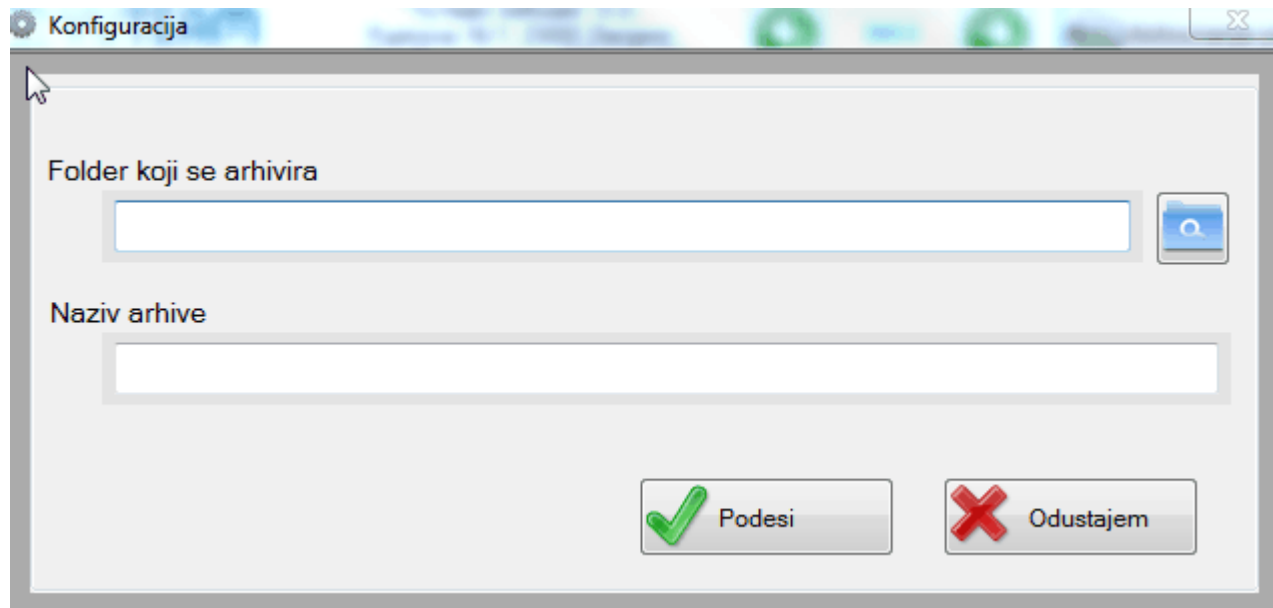 Konfiguracija
Folder koji se arhivira
Naziv arhive
Podesi
Odustajem